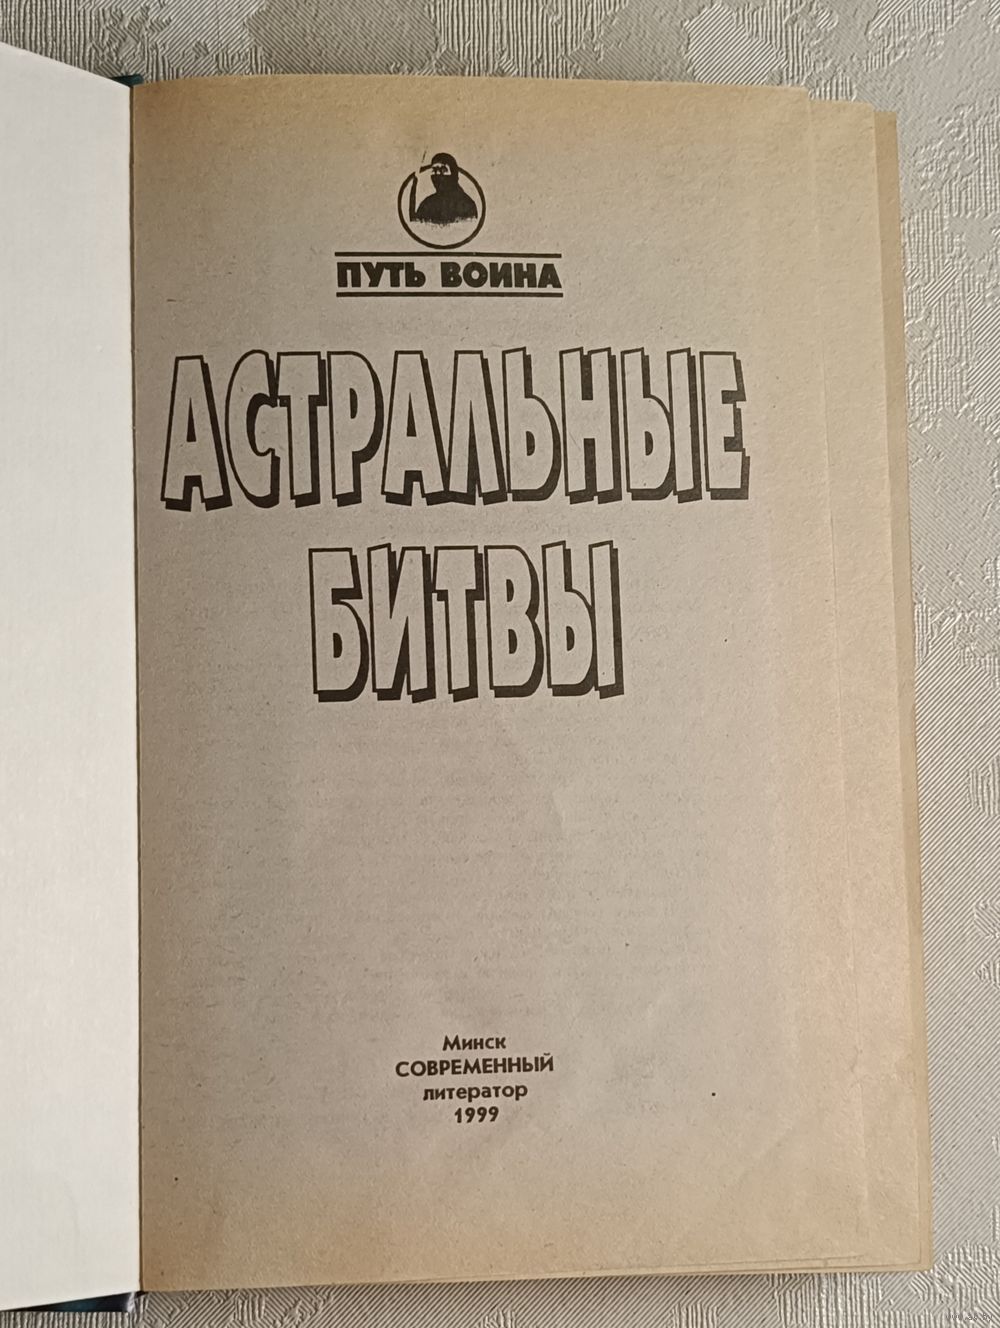 ПУТЬ ВОИНА
АСТРАЛЬНЫЕ
БИТВЫ
Минск
СОВРЕМЕННЫЙ
литератор
1999